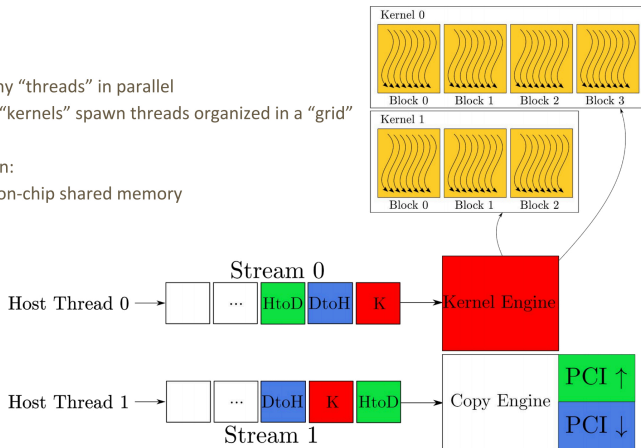 Kernel 0
Block 0 Block 1 Block 2 Block 3
Kernel 1
Block 0 Block 1 Block 2
ny “threads” in parallel
“kernels” spawn threads organized in a “grid”
n:
on-chip shared memory
Stream 0
Host Thread 0 ... HtoD DtoH K Kernel Engine
Host Thread 1 ... DtoH K HtoD Copy Engine
PCI ↑
PCI ↓
Stream 1